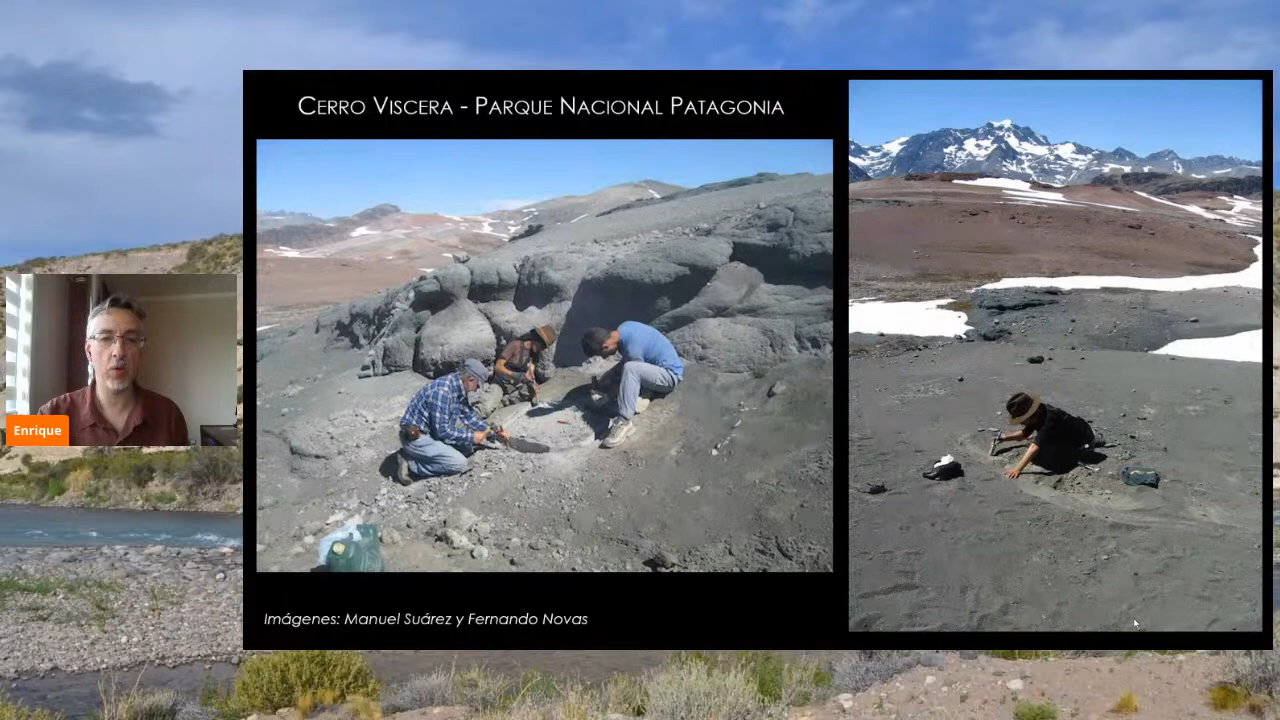 CERRO VISCERA - PARQUE NACIONAL PATAGONIA
Enrique
Imágenes: Manuel Suárez y Fernando Novas